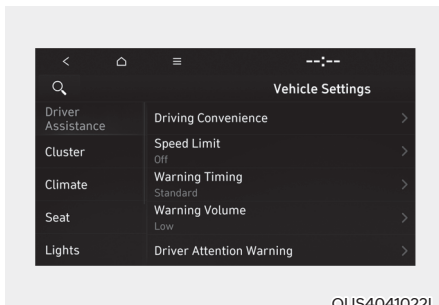 --:--
Vehicle Settings
Driver
Assistance
Cluster
Climate
Seat
Lights
Driving Convenience
Speed Limit
Off
Warning Timing
Standard
Warning Volume
Low
Driver Attention Warning